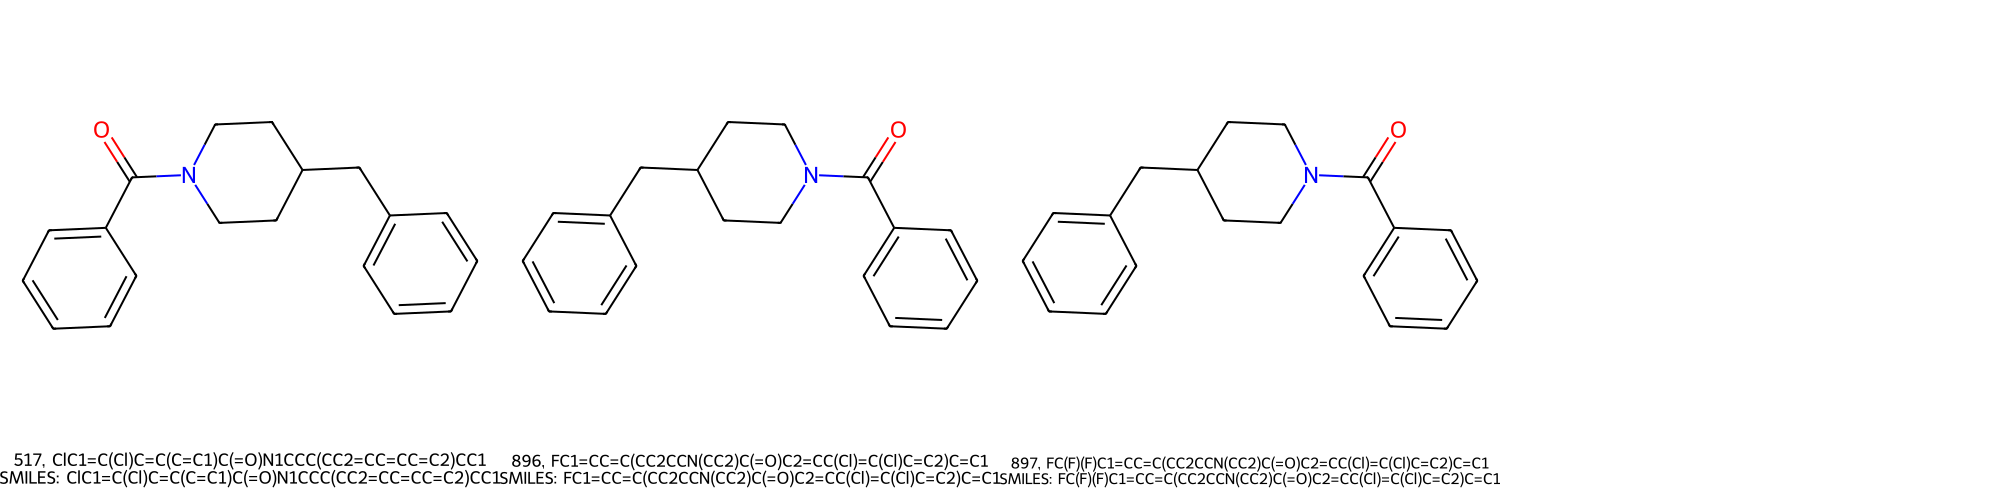 O
N
N
O
N
O
517, ClC1=C(Cl)C=C(C=C1)C(=O)N1CCC(CC2=CC=CC=C2)CC1
SMILES: ClC1=C(Cl)C=C(C=C1)C(=O)N1CCC(CC2=CC=CC=C2)CC1
896, FC1=CC=C(CC2CCN(CC2)C(=O)C2=CC(Cl)=C(Cl)C=C2)C=C1
SMILES: FC1=CC=C(CC2CCN(CC2)C(=O)C2=CC(Cl)=C(Cl)C=C2)C=C1
897, FC(F)(F)C1=CC=C(CC2CCN(CC2)C(=O)C2=CC(Cl)=C(Cl)C=C2)C=C1
SMILES: FC(F)(F)C1=CC=C(CC2CCN(CC2)C(=O)C2=CC(Cl)=C(Cl)C=C2)C=C1